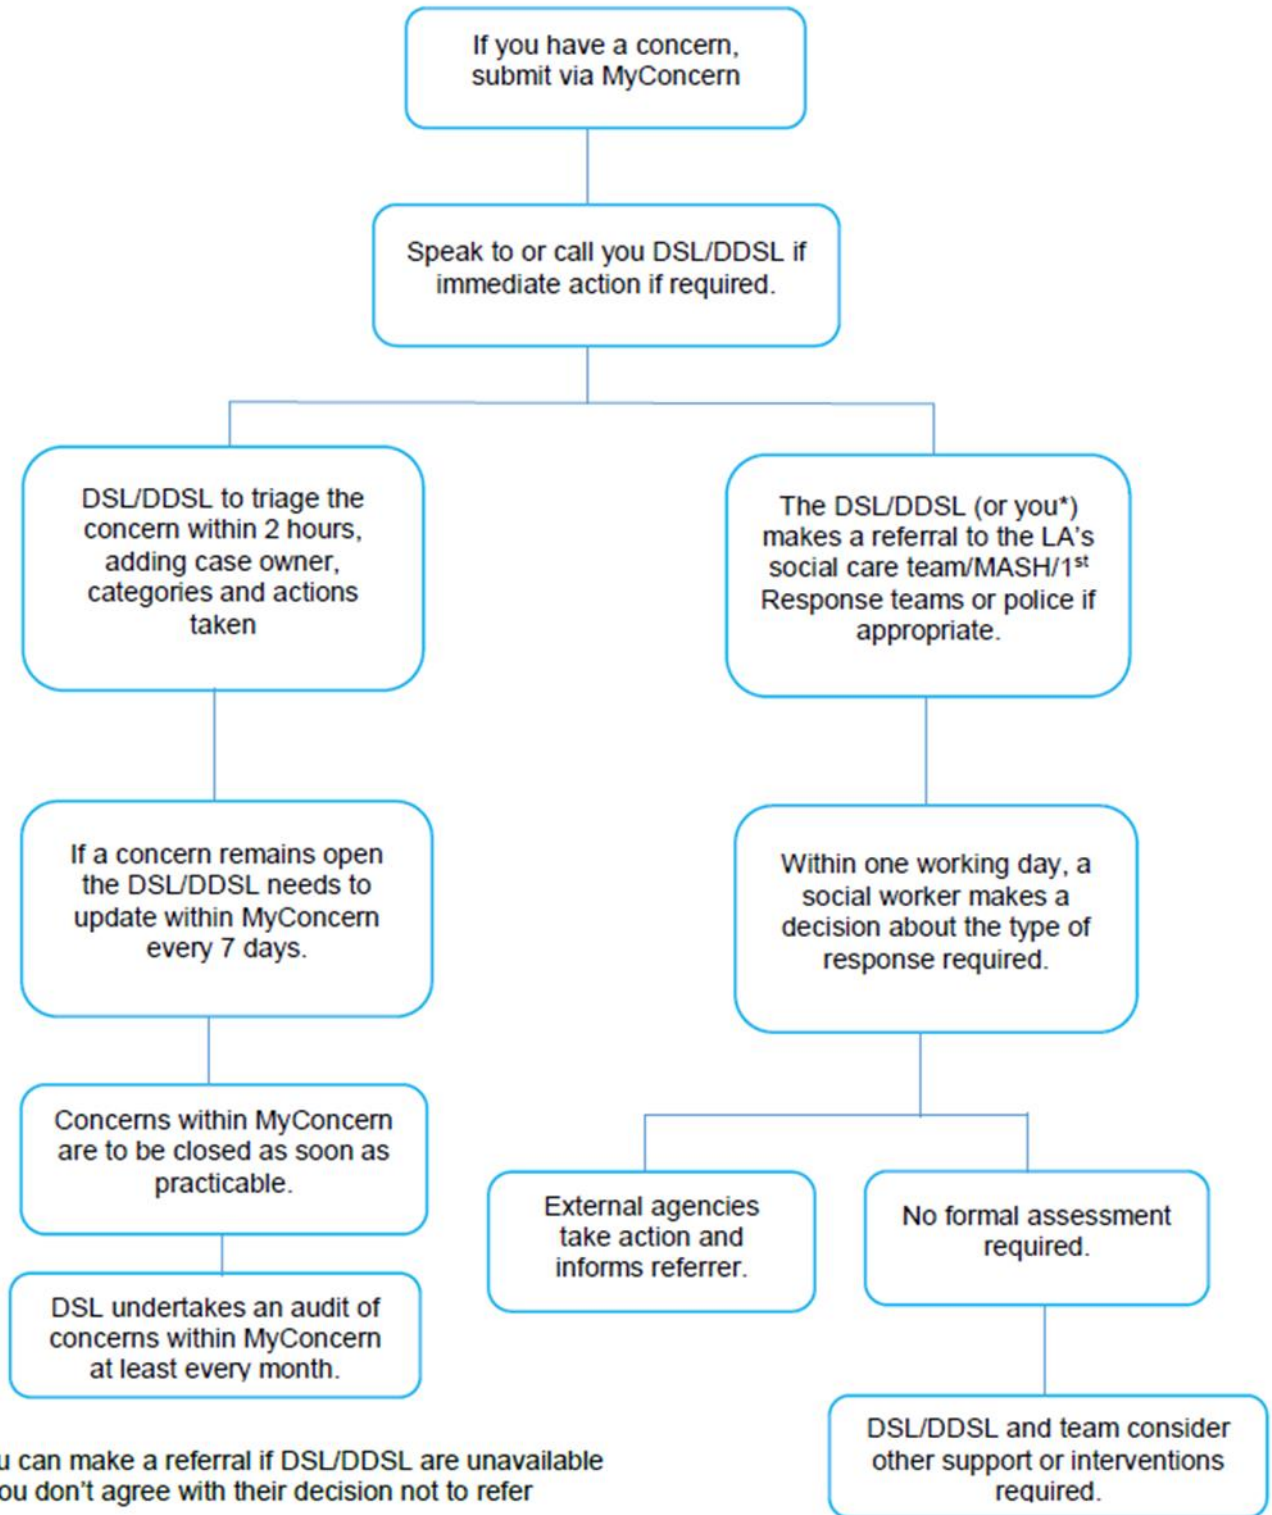 If you have a concern,
submit via MyConcern
Speak to or call you DSL/DDSL if
immediate action if required.
DSL/DDSL to triage the
concern within 2 hours,
adding case owner,
categories and actions
taken
The DSL/DDSL (or you*)
makes a referral to the LA's
social care team/MASH/1st
Response teams or police if
appropriate.
If a concern remains open
the DSL/DDSL needs to
update within MyConcern
every 7 days.
Within one working day, a
social worker makes a
decision about the type of
response required.
Concerns within MyConcern
are to be closed as soon as
practicable.
External agencies
take action and
informs referrer.
No formal assessment
required.
DSL undertakes an audit of
concerns within MyConcern
at least every month.
DSL/DDSL and team consider
other support or interventions
required.
can make a referral if DSL/DDSL are unavailable
don't agree with their decision not to refer